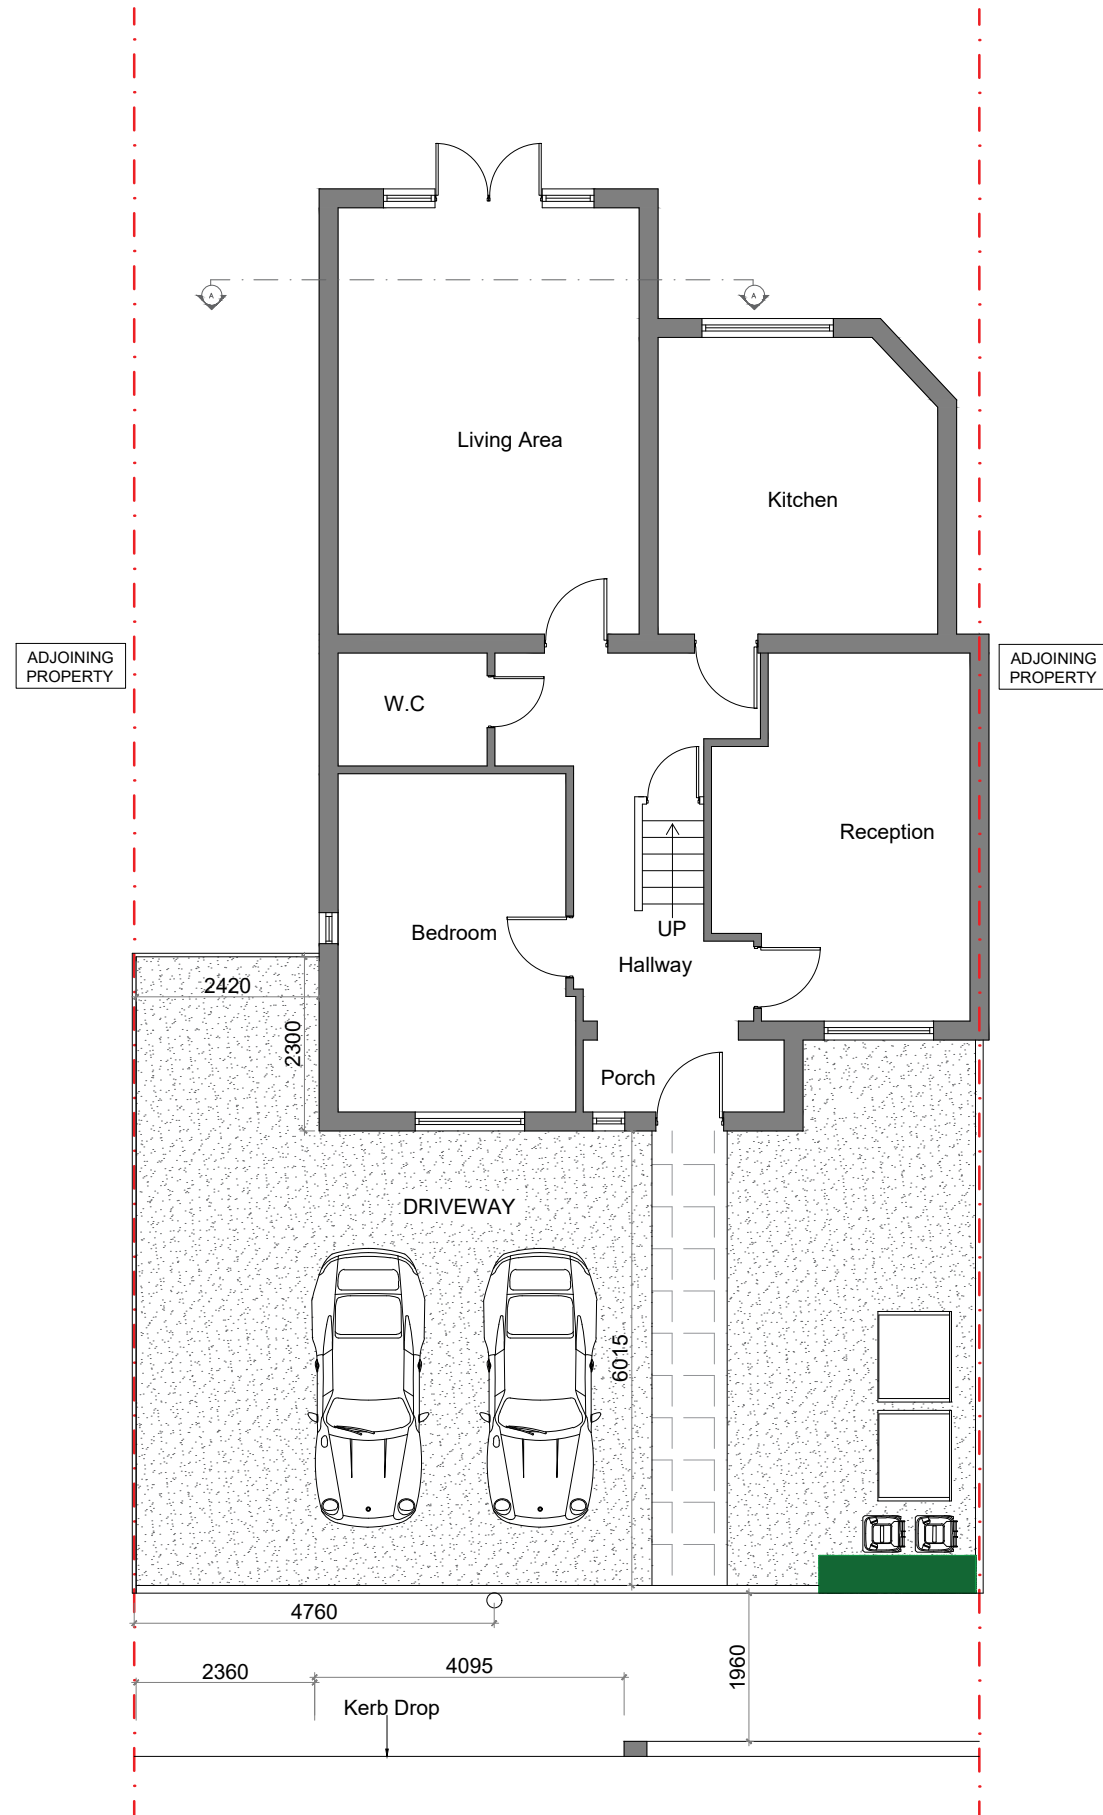 A
A
Living Area
Kitchen
ADJOINING
PROPERTY
ADJOINING
PROPERTY
W.C
Reception
Bedroom
UP
Hallway
2420
2300
Porch
DRIVEWAY
6015
4760
2360
4095
1960
Kerb Drop